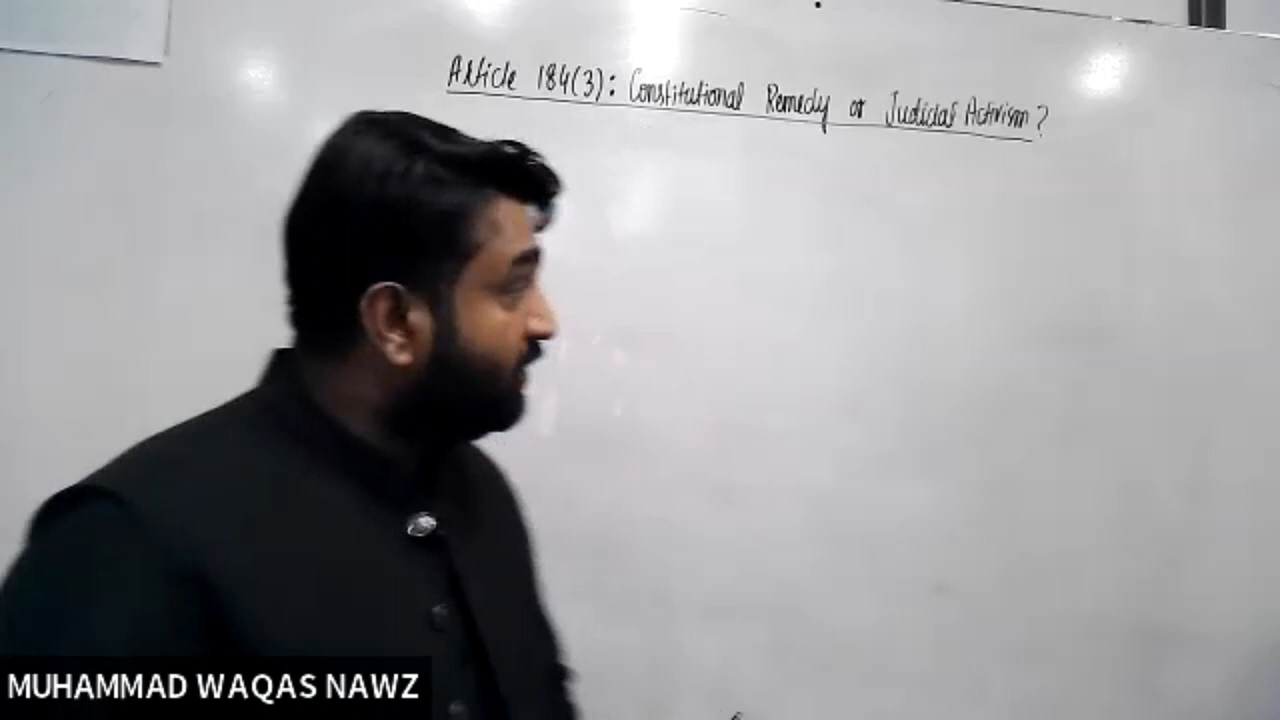 Article 184(3): Constitutional Remedy or Judicial Activism?
MUHAMMAD WAQAS NAWZ